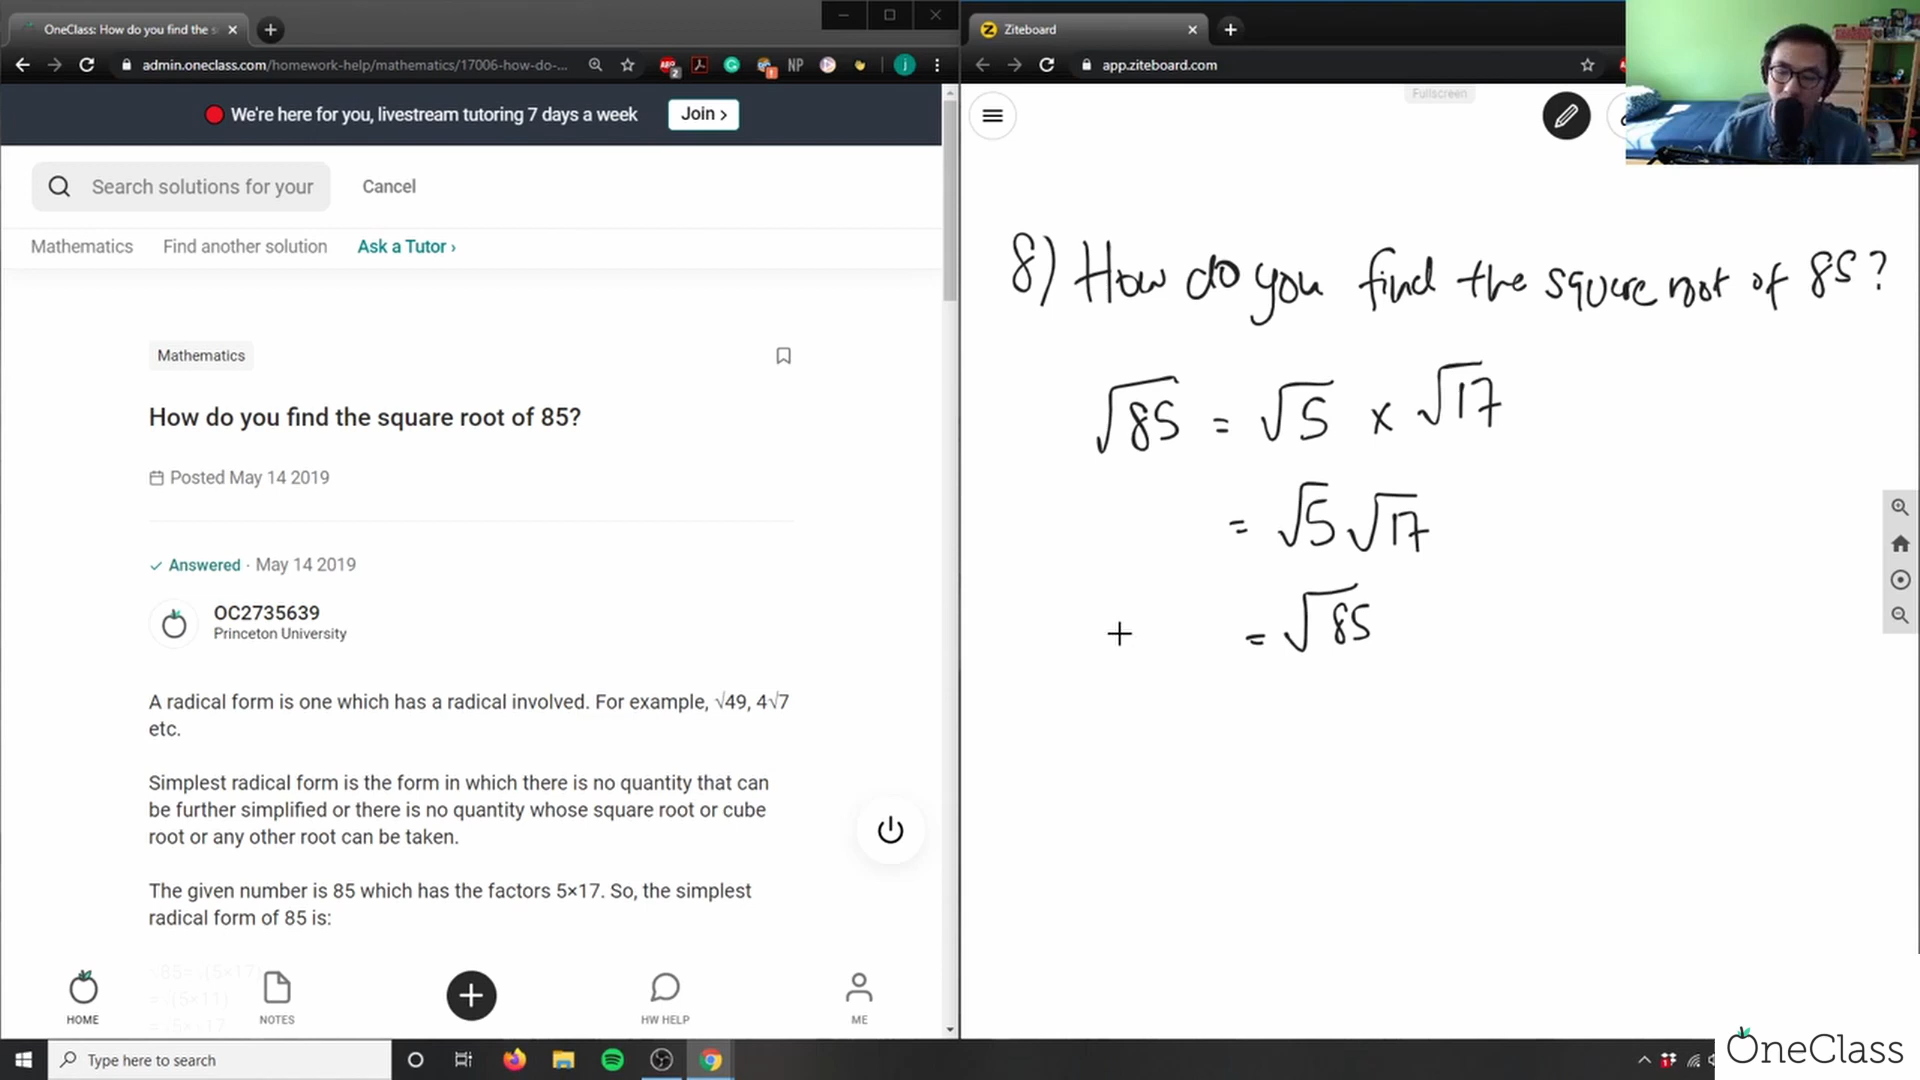 OneClass: How do you find the s
admin.oneclass.com/homework-help/mathematics/17006-how-do-...
2
NP
j
We're here for you, livestream tutoring 7 days a week
Join >
Search solutions for your
Cancel
Mathematics
Find another solution
Ask a Tutor ›
Mathematics
How do you find the square root of 85?
Posted May 14 2019
Answered · May 14 2019
OC2735639
Princeton University
A radical form is one which has a radical involved. For example, √49, 4√7
etc.
Simplest radical form is the form in which there is no quantity that can
be further simplified or there is no quantity whose square root or cube
root or any other root can be taken.
The given number is 85 which has the factors 5×17. So, the simplest
radical form of 85 is:
HOME
NOTES
HW HELP
ME
Type here to search
Ziteboard
app.ziteboard.com
Fullscreen
8) How do you find the square root of 85?
√85 = √5 x √17
= √5 √17
= √85
OneClass